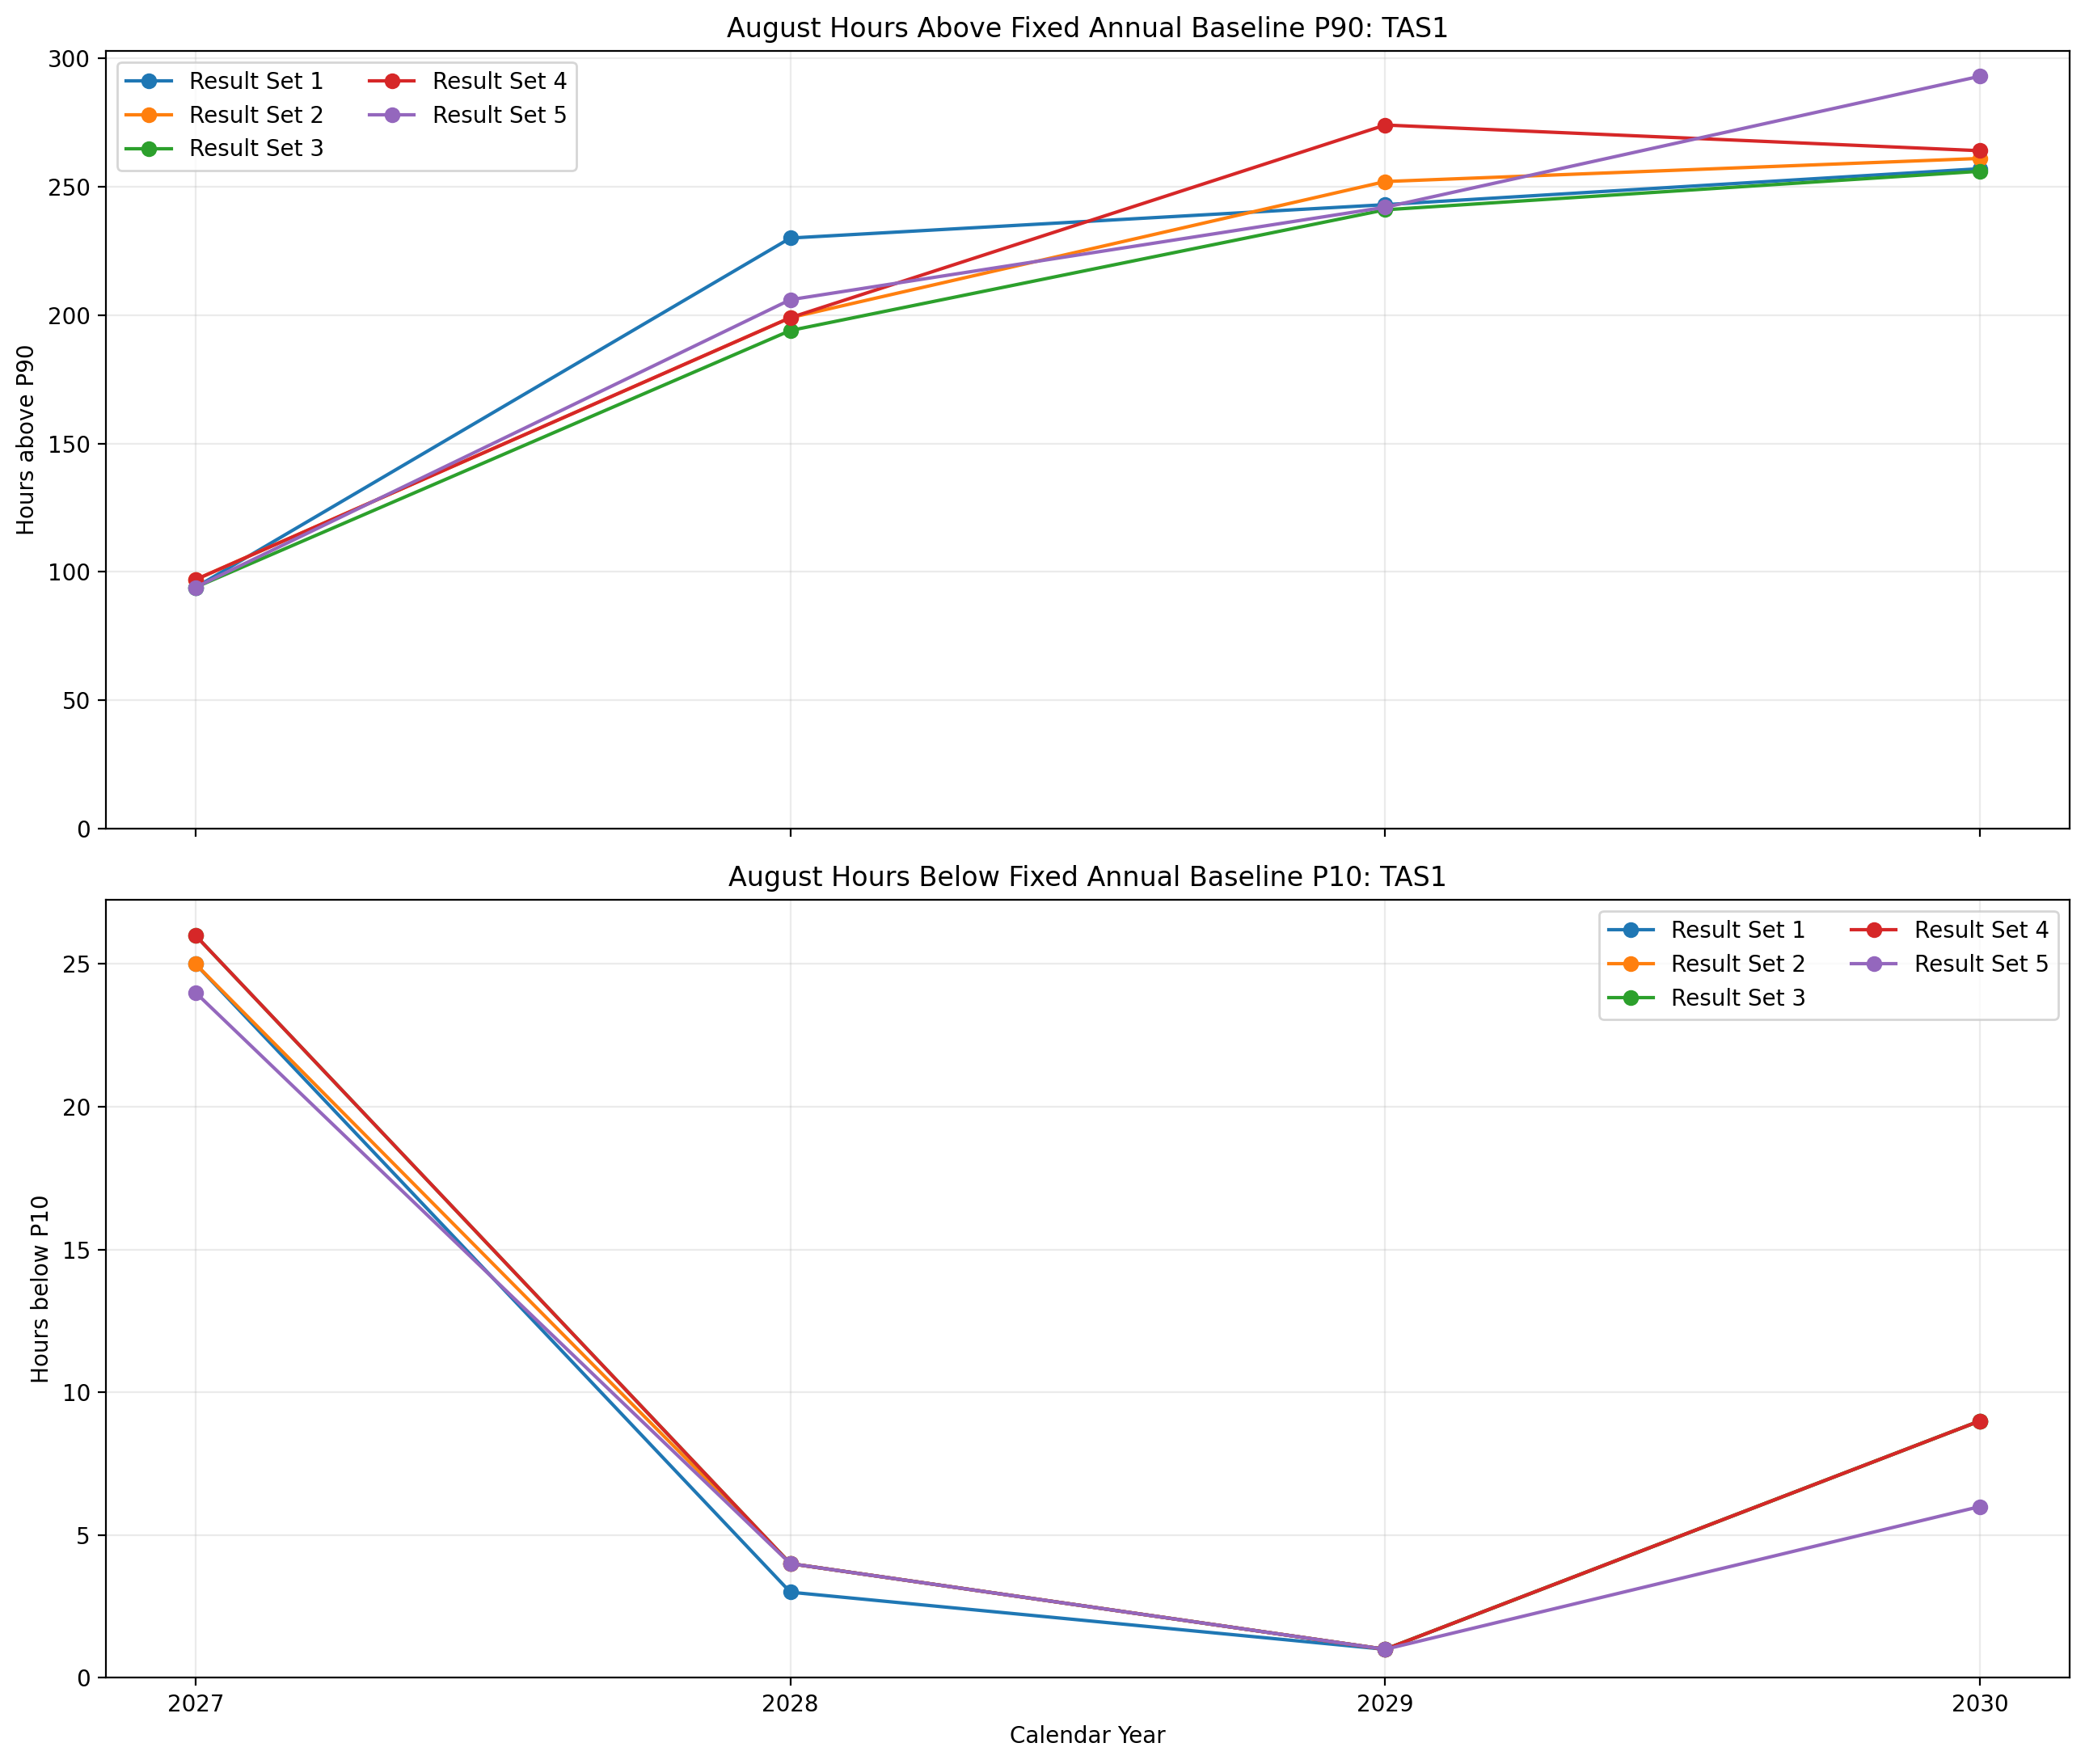 August Hours Above Fixed Annual Baseline P90: TAS1
Result Set 1
Result Set 2
Result Set 3
Result Set 4
Result Set 5
Hours above P90
300
250
200
150
100
50
0
August Hours Below Fixed Annual Baseline P10: TAS1
Result Set 1
Result Set 2
Result Set 3
Result Set 4
Result Set 5
Hours below P10
25
20
15
10
5
0
2027 2028 2029 2030
Calendar Year